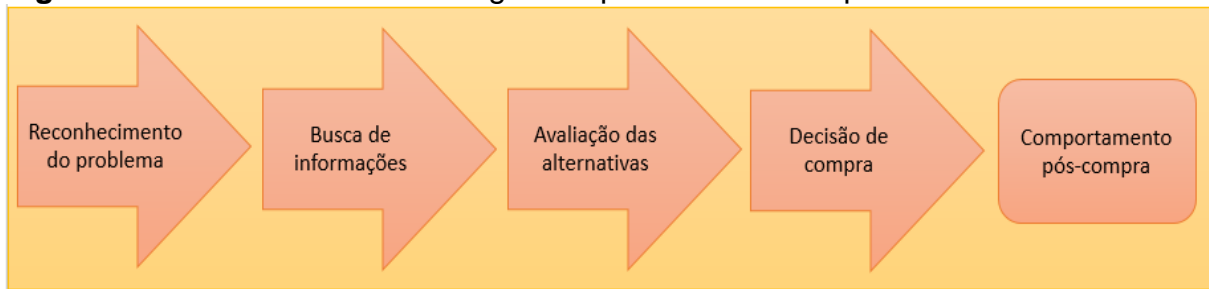 Reconhecimento
do problema
Busca de
informações
Avaliação das
alternativas
Decisão de
compra
Comportamento
pós-compra